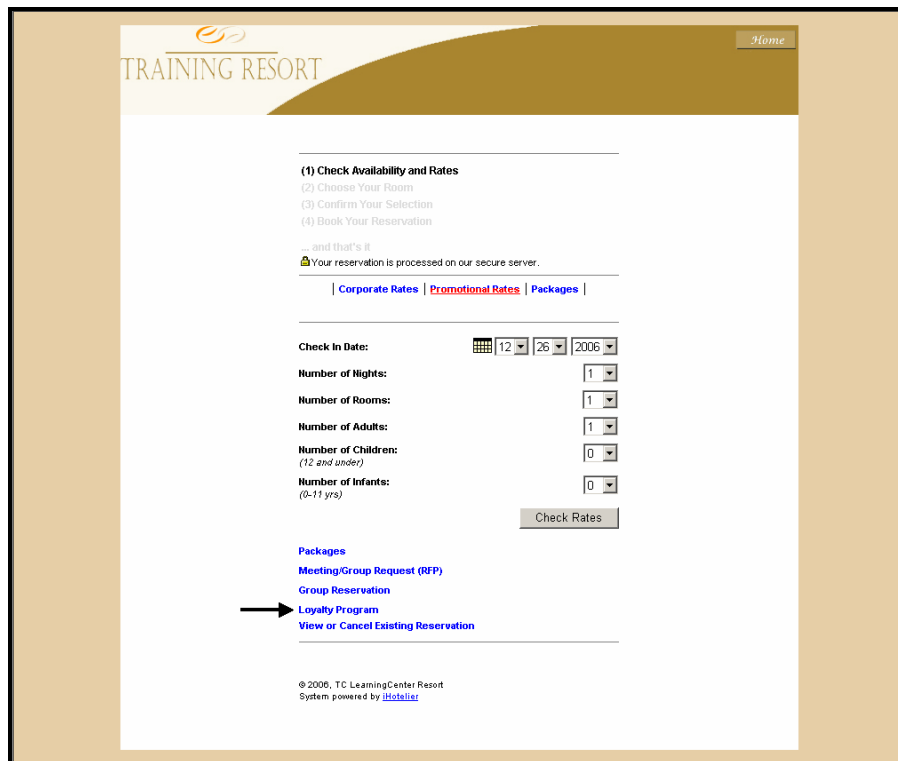 Home
TRAINING RESORT
(1) Check Availability and Rates
(2) Choose Your Room
(3) Confirm Your Selection
(4) Book Your Reservation
... and that's it
Your reservation is processed on our secure server.
| Corporate Rates | Promotional Rates | Packages |
Check In Date: 12 26 2006
Number of Nights: 1
Number of Rooms: 1
Number of Adults: 1
Number of Children: 0
(12 and under)
Number of Infants: 0
(0-11 yrs)
Check Rates
Packages
Meeting/Group Request (RFP)
Group Reservation
Loyalty Program
View or Cancel Existing Reservation
© 2006, TC LearningCenter Resort
System powered by iHotelier